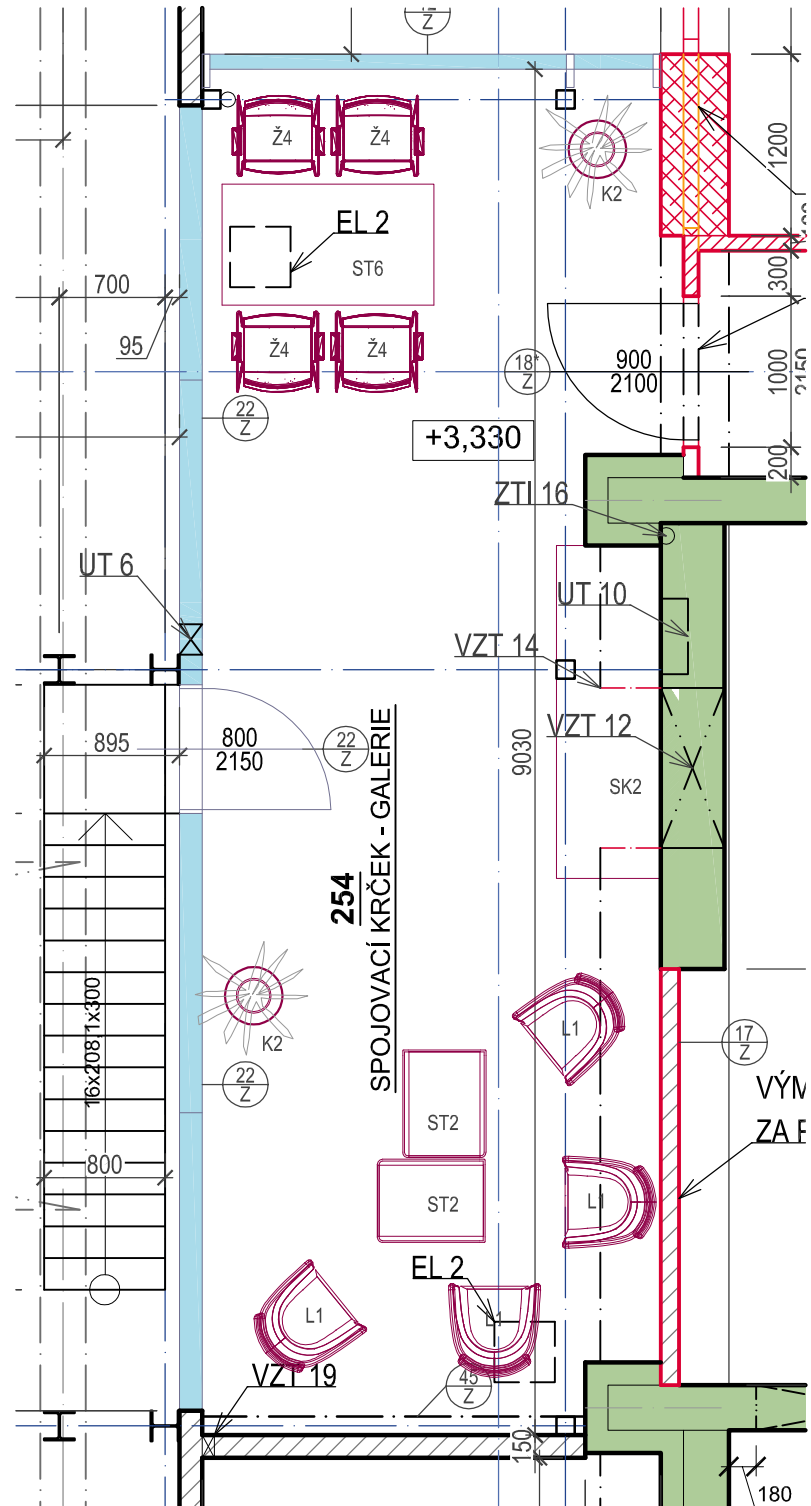 Z
Ž4
Ž4
1200
K2
EL 2
ST6
700
300
95
Ž4
Ž4
18*
Z
900
2100
1000
2150
22
Z
+3,330
200
ZTI 16
UT 6
UT 10
VZT 14
895
800
2150
22
Z
9030
VZT 12
SK2
254
SPOJOVACÍ KRČEK - GALERIE
16x208,1x300
K2
L1
17
Z
22
Z
VÝM
ZA
ST2
800
ST2
L1
EL 2
L1
L1
VZT 19
45
Z
150
180